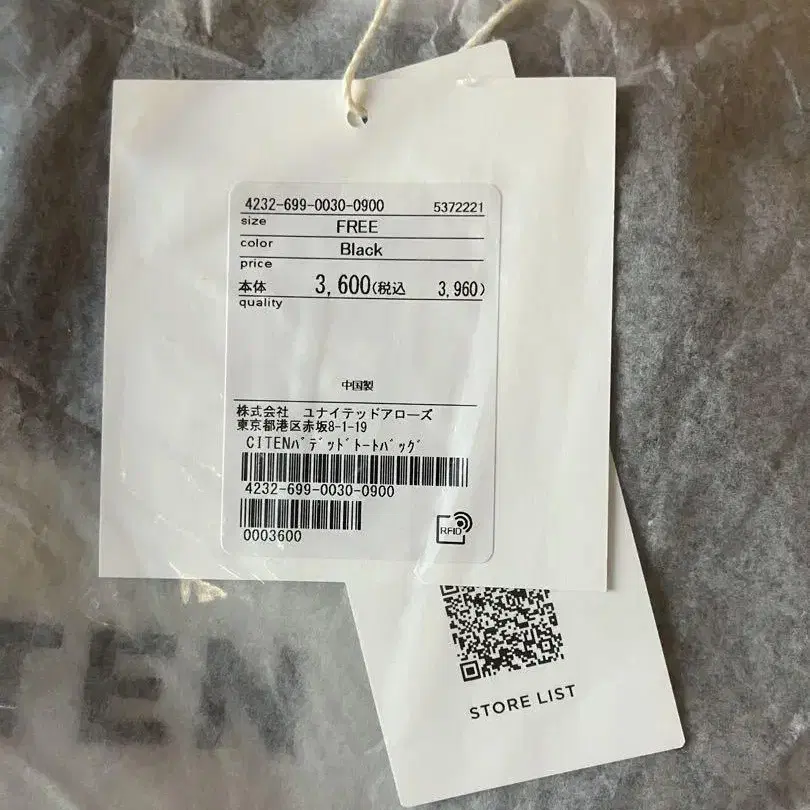 4232-699-0030-0900 5372221
size FREE
color Black
price
本体 3,600(税込 3,960)
quality
中国製
株式会社 ユナイテッドアローズ
東京都港区赤坂8-1-19
CITENパデッドトートバッグ
4232-699-0030-0900
0003600
RFID
STORE LIST
TEN